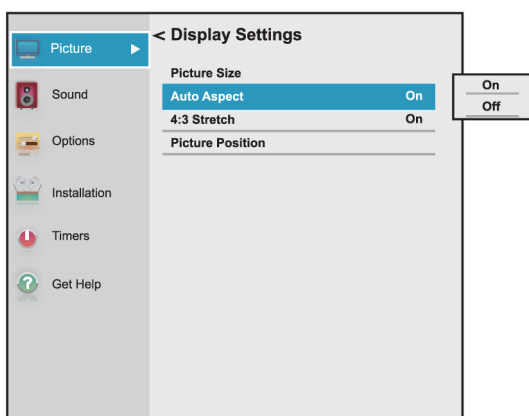 < Display Settings
Picture
Sound
Options
Installation
Timers
Get Help
Picture Size
Auto Aspect On
4:3 Stretch On
Picture Position
On
Off